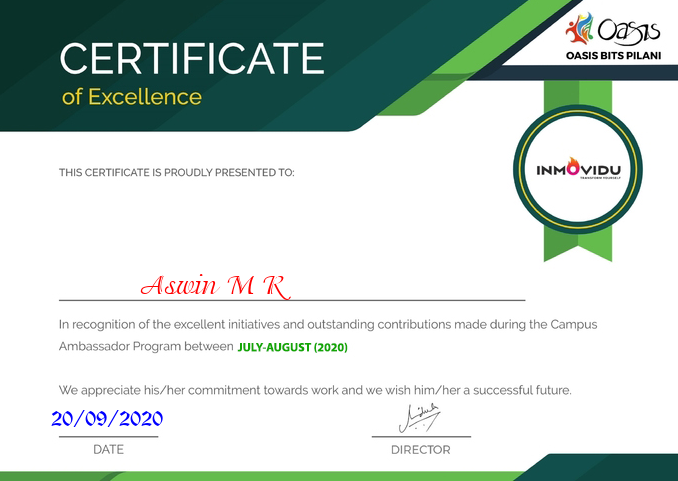 CERTIFICATE
of Excellence
Oasis
OASIS BITS PILANI
INMOVIDU
TRANSFORM YOURSELF
THIS CERTIFICATE IS PROUDLY PRESENTED TO:
Aswin M R
In recognition of the excellent initiatives and outstanding contributions made during the Campus
Ambassador Program between JULY-AUGUST (2020)
We appreciate his/her commitment towards work and we wish him/her a successful future.
20/09/2020
DATE
DIRECTOR